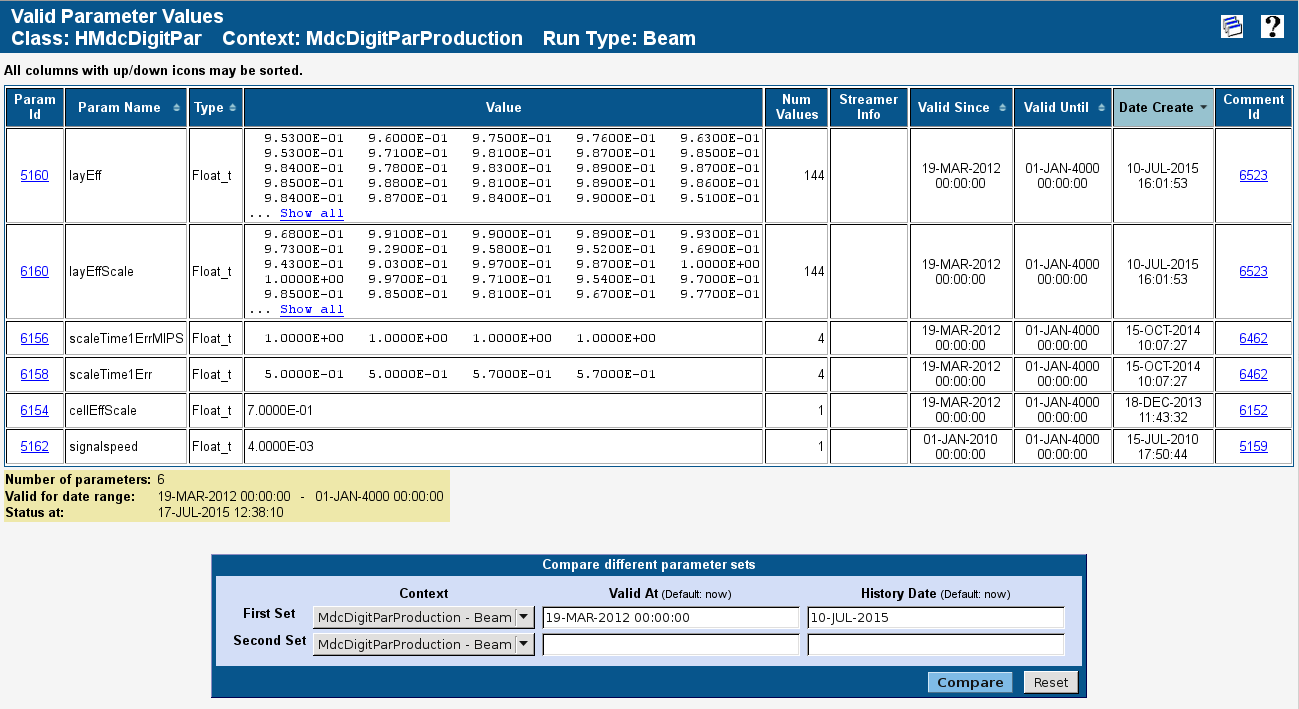 Valid Parameter Values
Class: HMdcDigitPar Context: MdcDigitParProduction Run Type: Beam
?
All columns with up/down icons may be sorted.
Param Id Param Name Type Value Num Values Streamer Info Valid Since Valid Until Date Create Comment Id
5160 layEff Float_t
9.5300E-01 9.6000E-01 9.7500E-01 9.7600E-01 9.6300E-01
9.5300E-01 9.7100E-01 9.8100E-01 9.8700E-01 9.8500E-01
9.8400E-01 9.7800E-01 9.8300E-01 9.8900E-01 9.8700E-01
9.8500E-01 9.8800E-01 9.8100E-01 9.8900E-01 9.8600E-01
9.8400E-01 9.8700E-01 9.8400E-01 9.9000E-01 9.5100E-01
... Show all
144 19-MAR-2012 00:00:00 01-JAN-4000 00:00:00 10-JUL-2015 16:01:53 6523
6160 layEffScale Float_t
9.6800E-01 9.9100E-01 9.9000E-01 9.8900E-01 9.9300E-01
9.7300E-01 9.2900E-01 9.5800E-01 9.5200E-01 9.6900E-01
9.4300E-01 9.0300E-01 9.9700E-01 9.8700E-01 1.0000E+00
1.0000E+00 9.9700E-01 9.7100E-01 9.5400E-01 9.7000E-01
9.8500E-01 9.8500E-01 9.8100E-01 9.6700E-01 9.7700E-01
... Show all
144 19-MAR-2012 00:00:00 01-JAN-4000 00:00:00 10-JUL-2015 16:01:53 6523
6156 scaleTime1ErrMIPS Float_t 1.0000E+00 1.0000E+00 1.0000E+00 1.0000E+00 4 19-MAR-2012 00:00:00 01-JAN-4000 00:00:00 15-OCT-2014 10:07:27 6462
6158 scaleTime1Err Float_t 5.0000E-01 5.0000E-01 5.7000E-01 5.7000E-01 4 19-MAR-2012 00:00:00 01-JAN-4000 00:00:00 15-OCT-2014 10:07:27 6462
6154 cellEffScale Float_t 7.0000E-01 1 19-MAR-2012 00:00:00 01-JAN-4000 00:00:00 18-DEC-2013 11:43:32 6152
5162 signalspeed Float_t 4.0000E-03 1 01-JAN-2010 00:00:00 01-JAN-4000 00:00:00 15-JUL-2010 17:50:44 5159
Number of parameters: 6
Valid for date range: 19-MAR-2012 00:00:00 - 01-JAN-4000 00:00:00
Status at: 17-JUL-2015 12:38:10
Compare different parameter sets
Context Valid At (Default: now) History Date (Default: now)
First Set MdcDigitParProduction - Beam 19-MAR-2012 00:00:00 10-JUL-2015
Second Set MdcDigitParProduction - Beam
Compare Reset